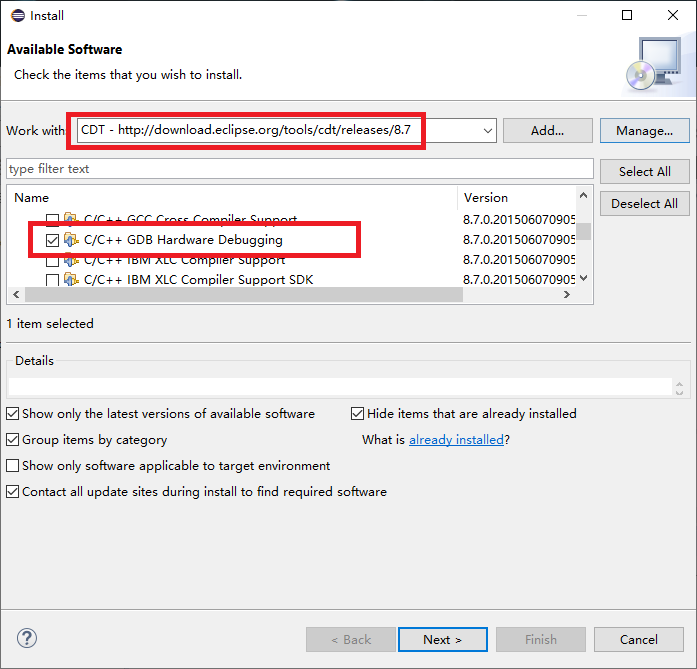 Install
Available Software
Check the items that you wish to install.
Work with: CDT - http://download.eclipse.org/tools/cdt/releases/8.7 Add... Manage...
type filter text Select All
Name Version Deselect All
C/C++ GCC Cross Compiler Support 8.7.0.201506070905
C/C++ GDB Hardware Debugging 8.7.0.201506070905
C/C++ IBM XLC Compiler Support 8.7.0.201506070905
C/C++ IBM XLC Compiler Support SDK 8.7.0.201506070905
1 item selected
Details
Show only the latest versions of available software Hide items that are already installed
Group items by category What is already installed?
Show only software applicable to target environment
Contact all update sites during install to find required software
? < Back Next > Finish Cancel